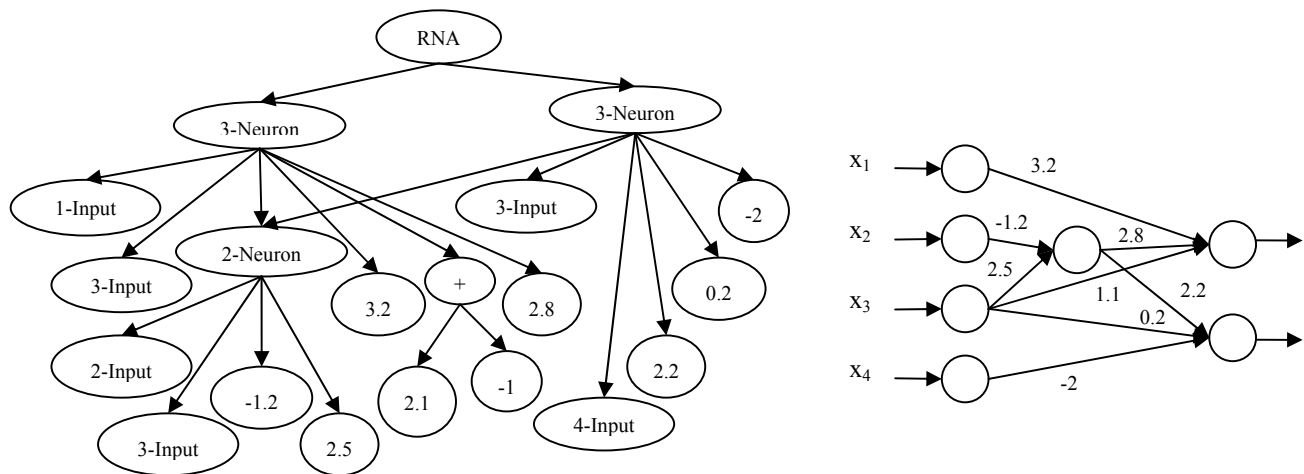 RNA
3-Neuron
3-Neuron
1-Input
3-Input
-2
3-Input
2-Neuron
3.2
+
2.8
0.2
2-Input
-1.2
2.1
-1
2.2
3-Input
2.5
4-Input
x1
3.2
x2
-1.2
2.8
2.5
x3
1.1
2.2
0.2
x4
-2